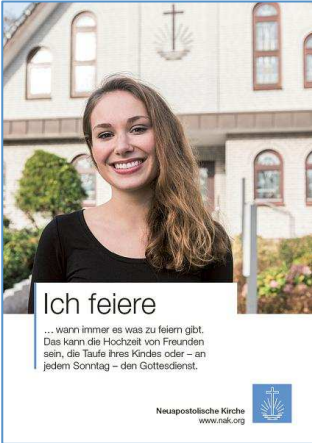 Ich feiere
… wann immer es was zu feiern gibt.
Das kann die Hochzeit von Freunden
sein, die Taufe ihres Kindes oder – an
jedem Sonntag – den Gottesdienst.
Neuapostolische Kirche
www.nak.org